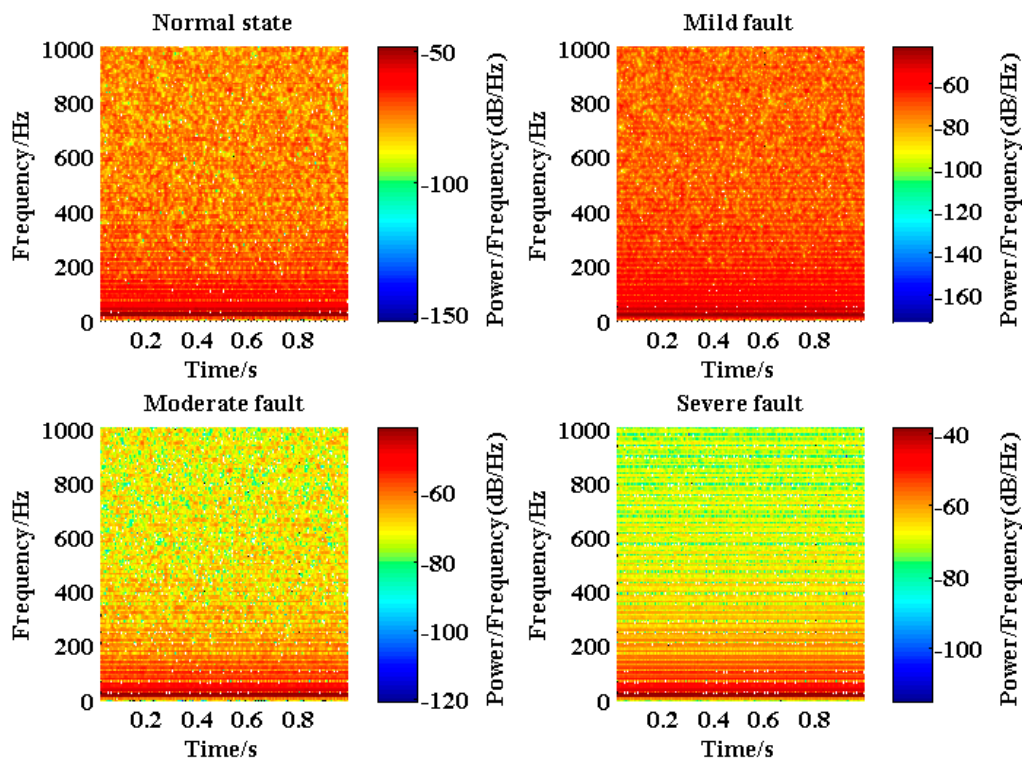 Normal state
1000
800
600
400
200
0
Frequency/Hz
0.2 0.4 0.6 0.8
Time/s
-50
-100
-150
Power/Frequency(dB/Hz)
Mild fault
1000
800
600
400
200
0
Frequency/Hz
0.2 0.4 0.6 0.8
Time/s
-60
-80
-100
-120
-140
-160
Power/Frequency(dB/Hz)
Moderate fault
1000
800
600
400
200
0
Frequency/Hz
0.2 0.4 0.6 0.8
Time/s
-60
-80
-100
-120
Power/Frequency(dB/Hz)
Severe fault
1000
800
600
400
200
0
Frequency/Hz
0.2 0.4 0.6 0.8
Time/s
-40
-60
-80
-100
Power/Frequency(dB/Hz)